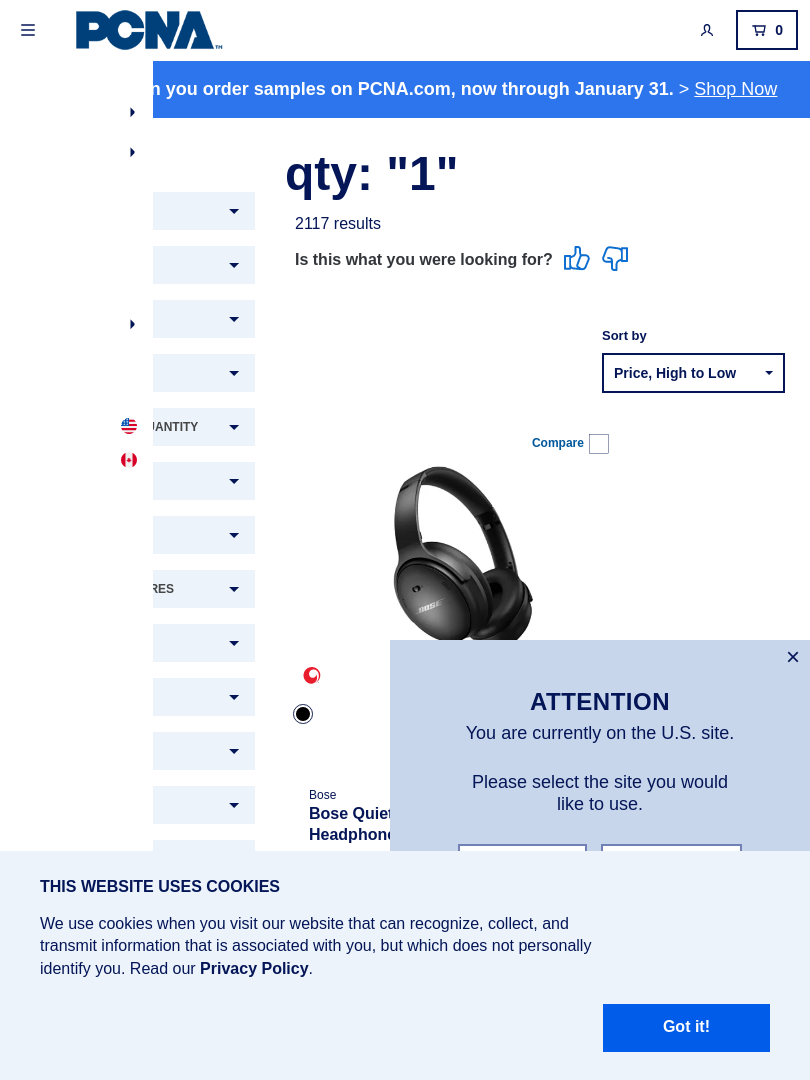 PCNA™
0
you order samples on PCNA.com, now through January 31. > Shop Now
qty: "1"
2117 results
Is this what you were looking for?
Sort by
Price, High to Low
Compare
BOSE
Bose
Bose
Headphone
ATTENTION
You are currently on the U.S. site.
Please select the site you would
like to use.
THIS WEBSITE USES COOKIES
We use cookies when you visit our website that can recognize, collect, and
transmit information that is associated with you, but which does not personally
identify you. Read our Privacy Policy.
Got it!